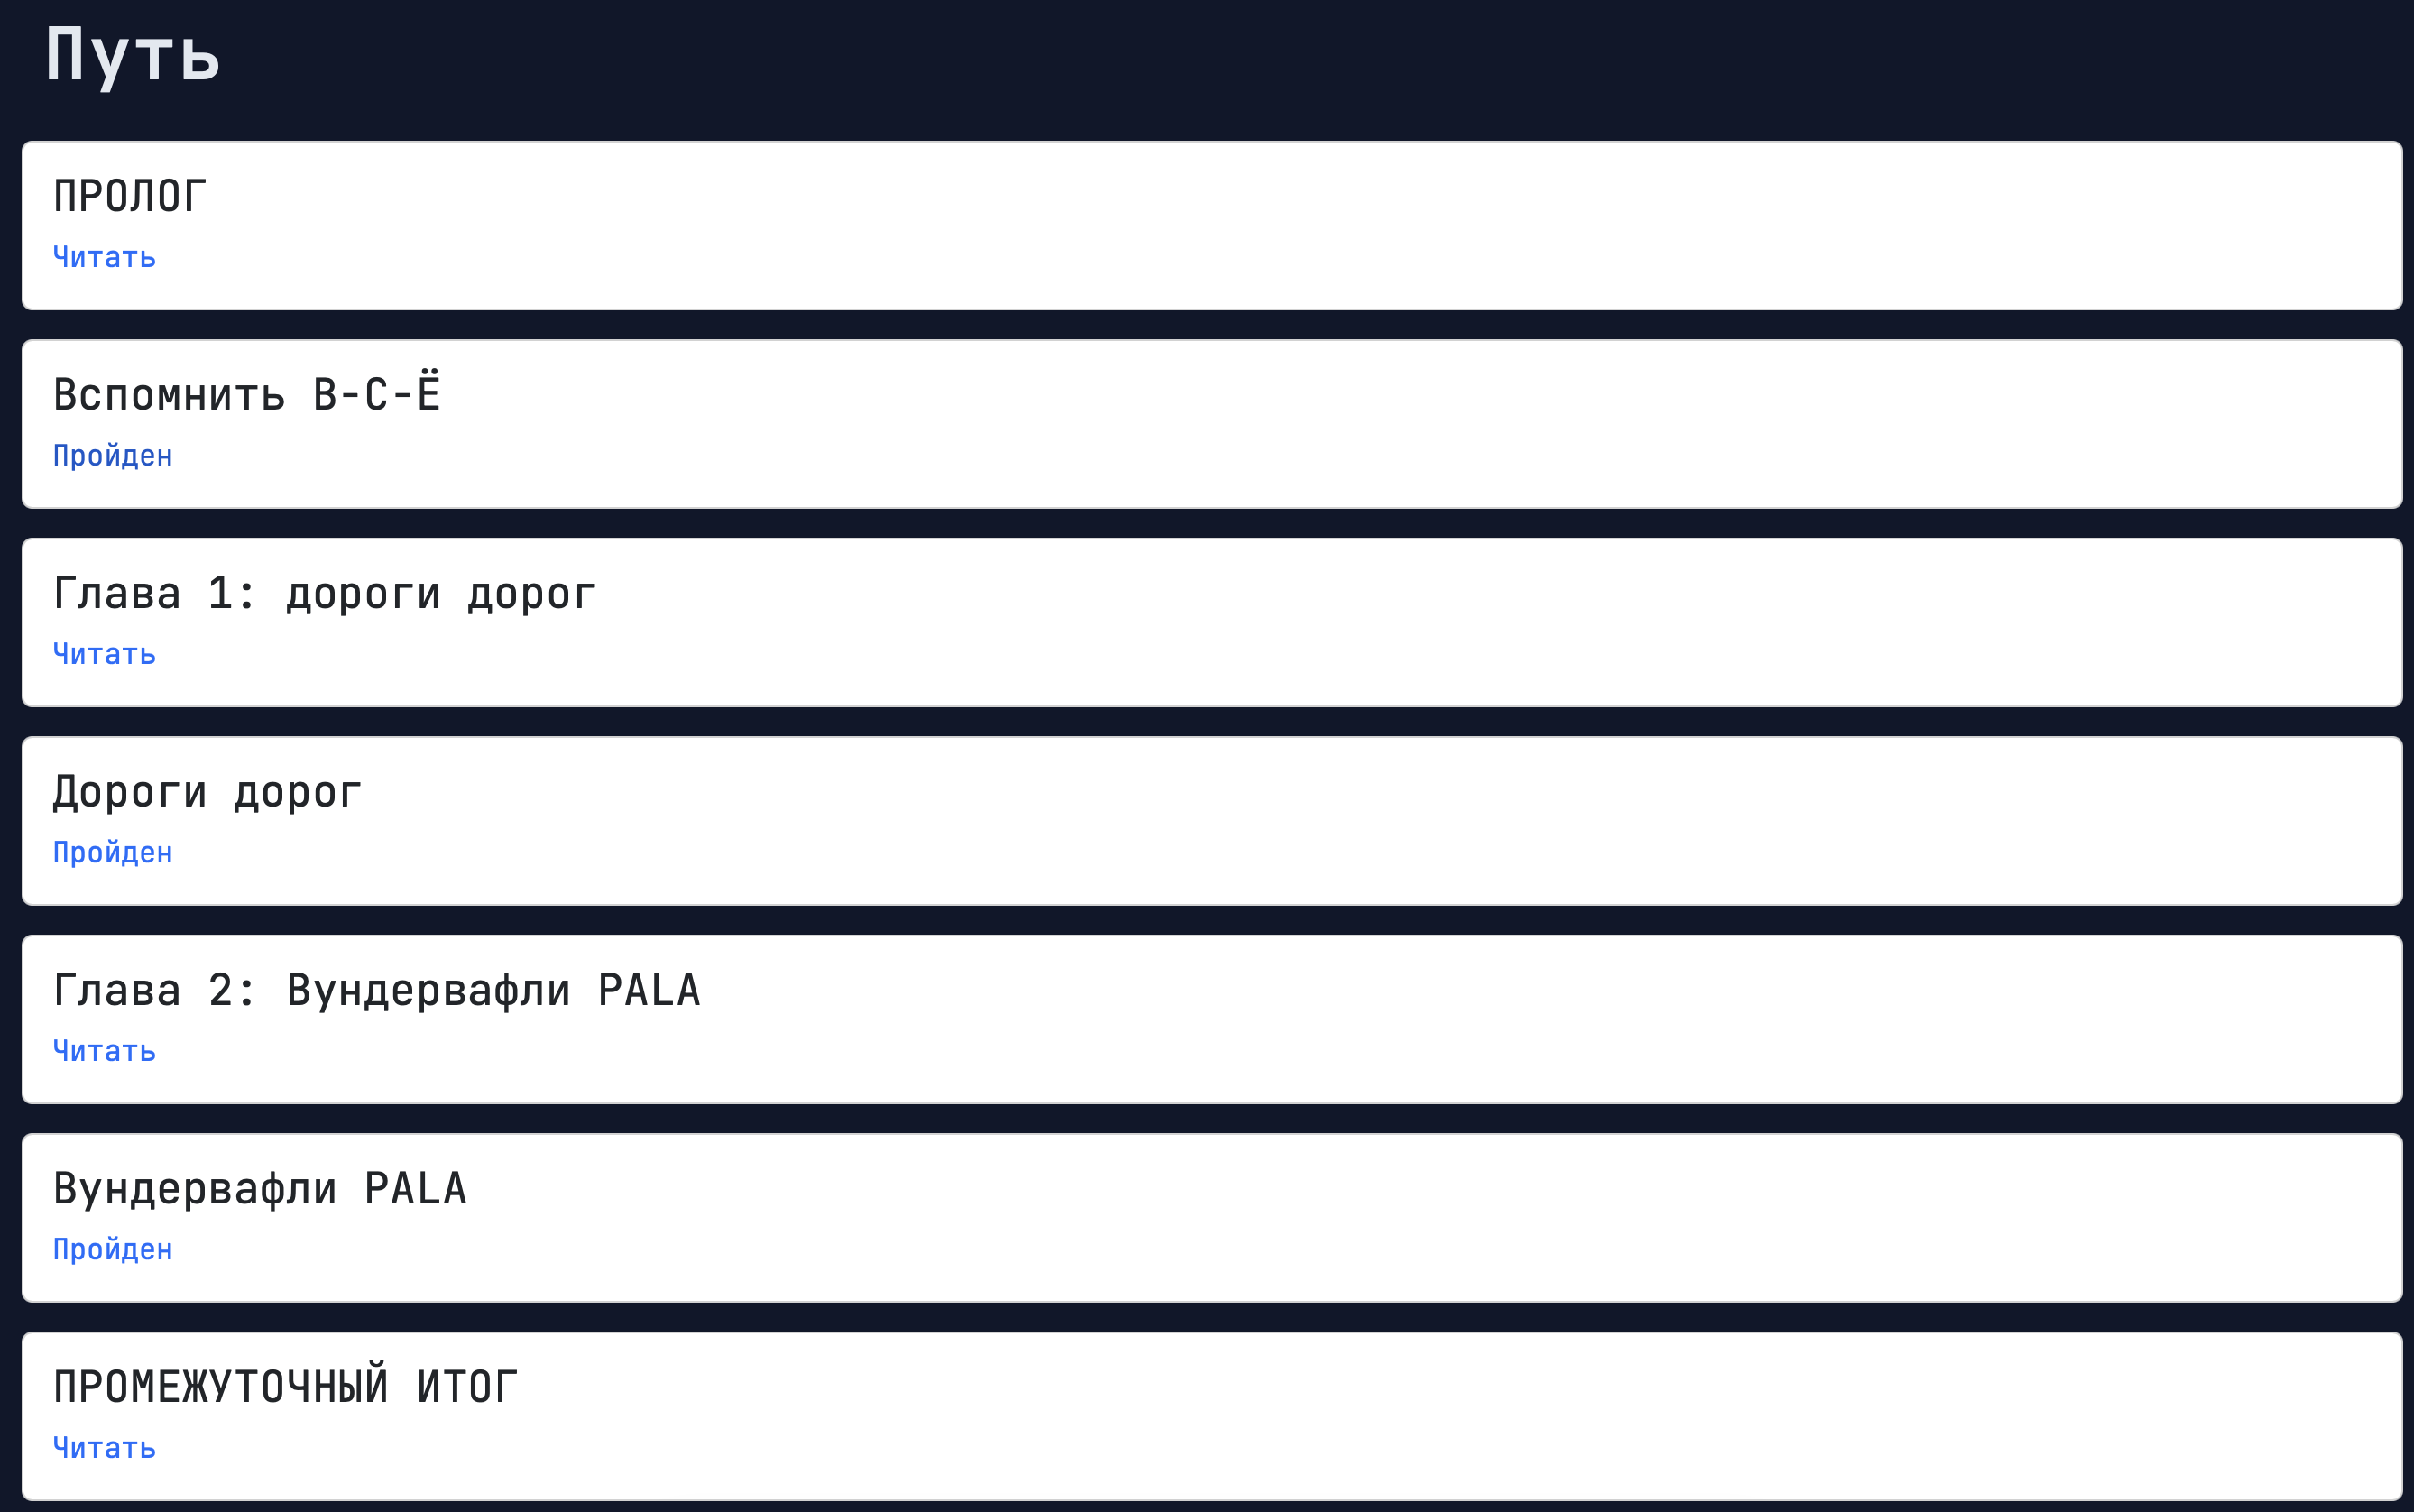 Путь
ПРОЛОГ
Читать
Вспомнить В-С-Ё
Пройден
Глава 1: дороги дорог
Читать
Дороги дорог
Пройден
Глава 2: Вундервафли PALA
Читать
Вундервафли PALA
Пройден
ПРОМЕЖУТОЧНЫЙ ИТОГ
Читать